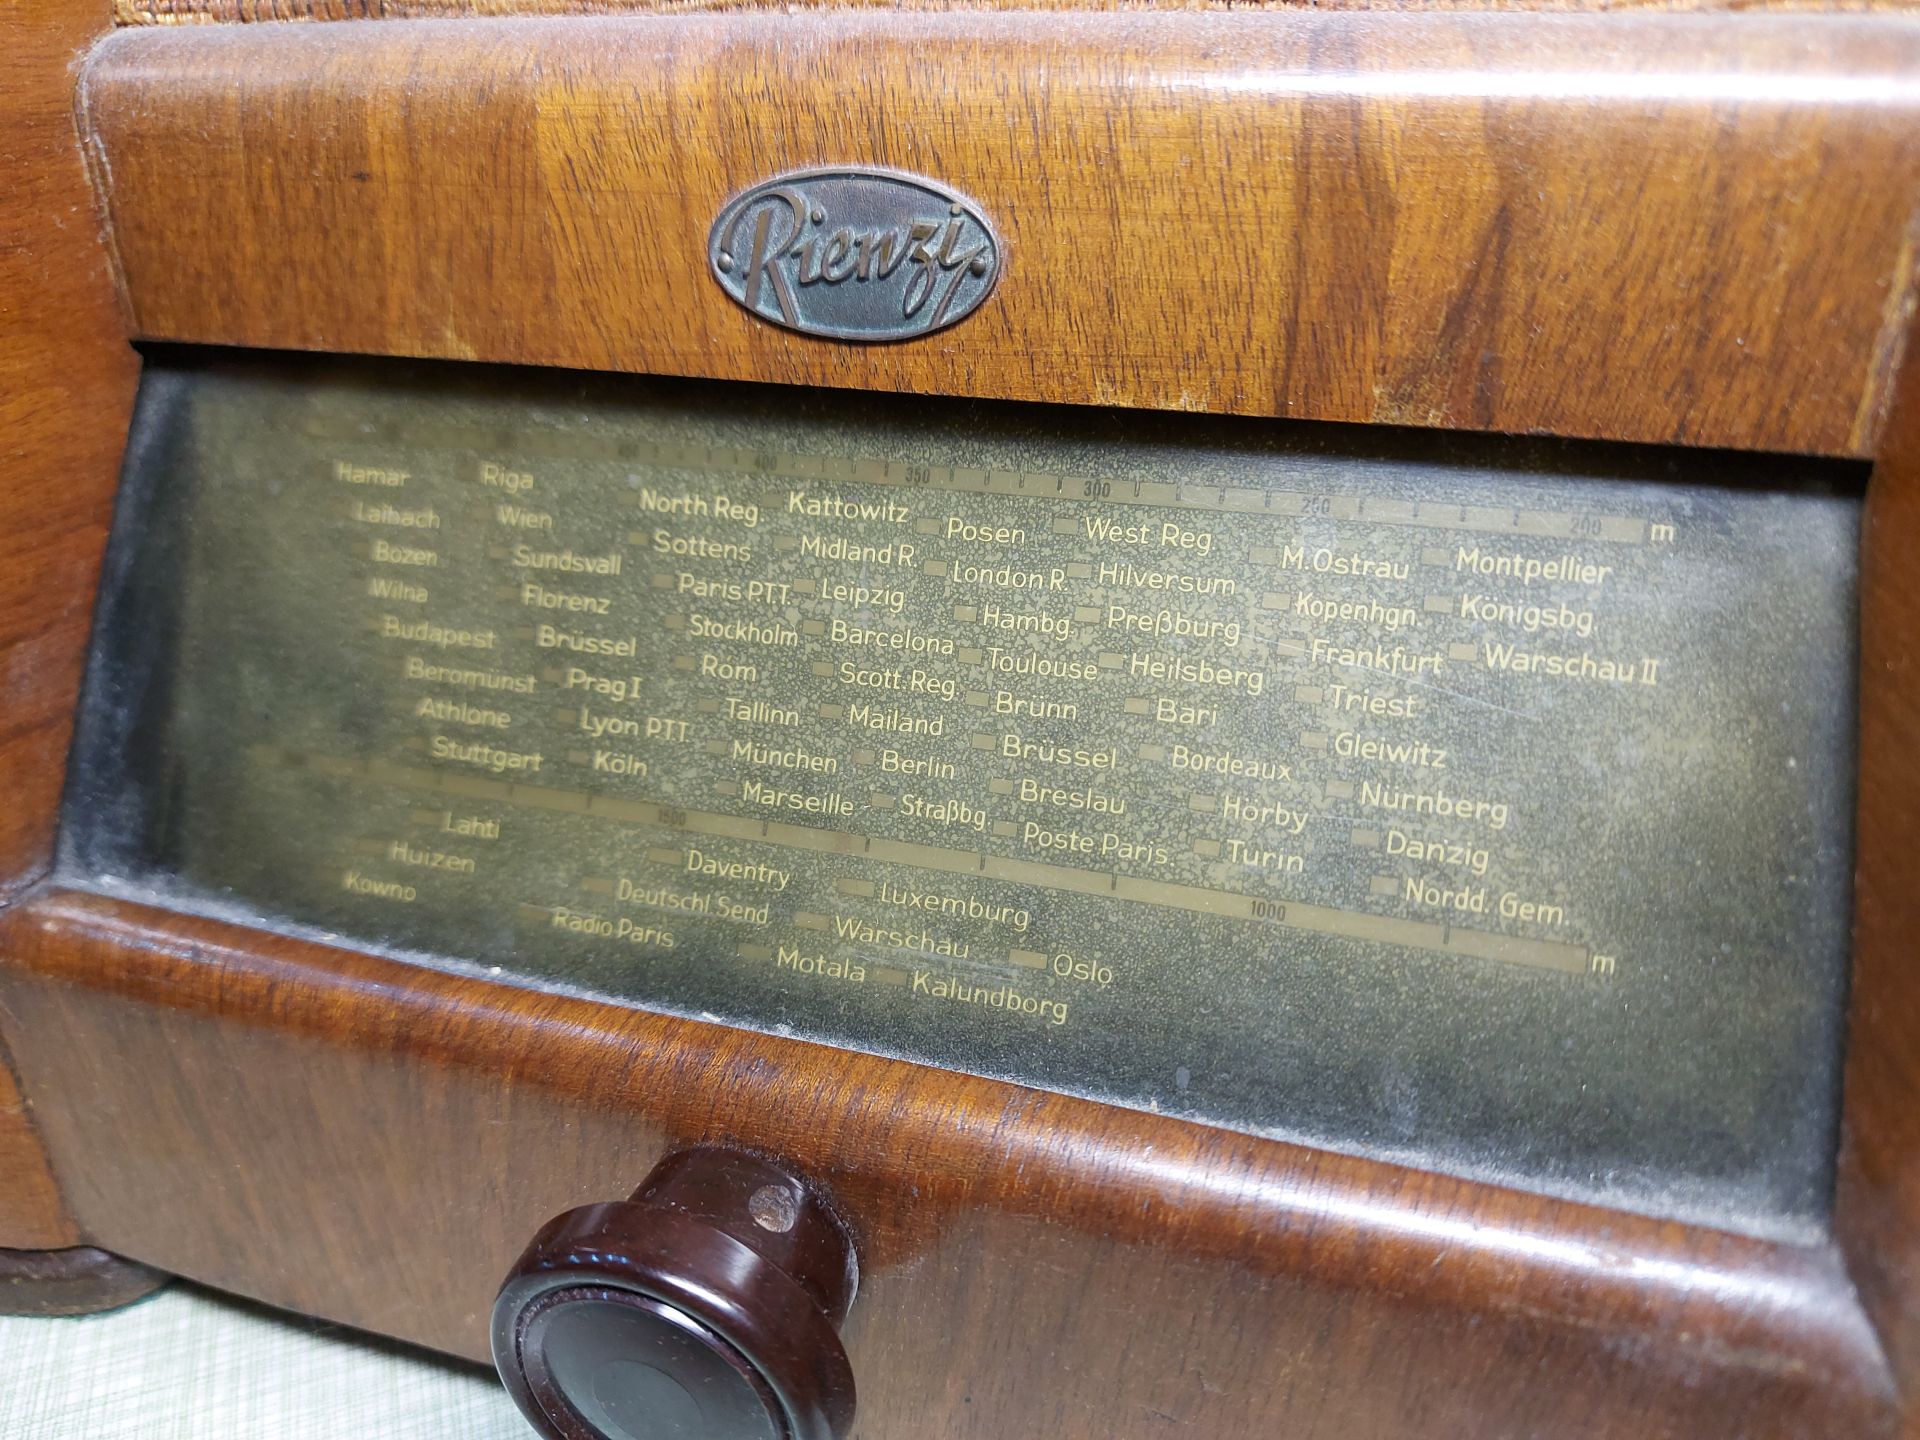 Rienzi
400 350 300 250 200 m
Hamar Riga North Reg. Kattowitz Posen West Reg M.Ostrau Montpellier
Laibach Wien Sottens Midland R. London R. Hilversum Kopenhgn. Königsbg.
Bozen Sundsvall Paris P.T.T. Leipzig Hambg. Preßburg Frankfurt Warschau II
Wilna Florenz Stockholm Barcelona Toulouse Heilsberg Triest
Budapest Brüssel Rom Scott. Reg. Brünn Bari Gleiwitz
Beromünst Prag I Tallinn Mailand Brüssel Bordeaux Nürnberg
Athlone Lyon PTT München Berlin Breslau Hörby Danzig
Stuttgart Köln Marseille Straßbg. Poste Paris. Turin Nordd. Gem.
1500 1000 m
Lahti Daventry Luxemburg
Huizen Deutschl. Send. Warschau Oslo
Kowno Radio Paris Motala Kalundborg